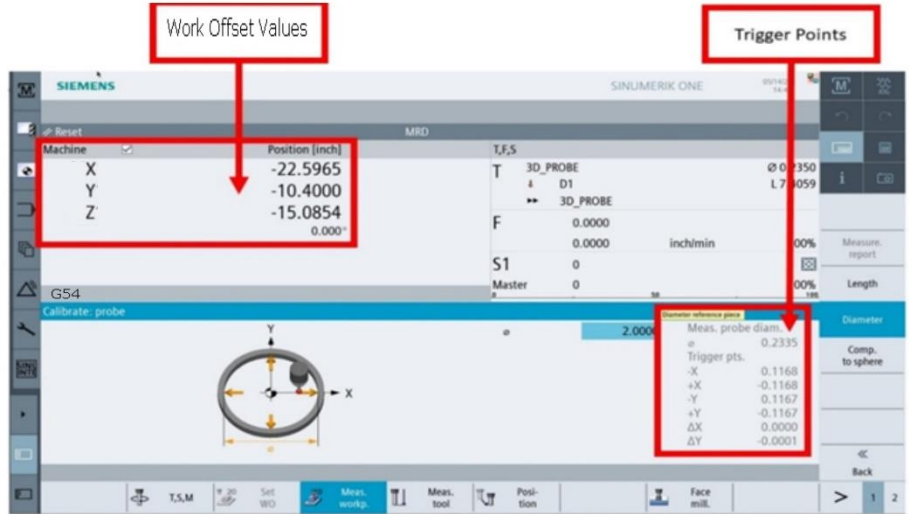 Work Offset Values
Trigger Points
SIEMENS
SINUMERIK ONE
Reset
MRD
Machine Position [inch]
X -22.5965
Y -10.4000
Z -15.0854
0.000°
T,F,S
T 3D_PROBE
D1
3D_PROBE
F 0.0000
0.0000 inch/min
S1 0
Master 0
G54
Calibrate: probe
Y
X
ø
ø
Diameter reference piece
Meas. probe diam.
ø 0.2335
Trigger pts.
-X 0.1168
+X -0.1168
-Y 0.1167
+Y -0.1167
ΔX 0.0000
ΔY -0.0001
M
i
Measure.
report
Length
Diameter
Comp.
to sphere
Back
T,S,M
Set
WO
Meas.
workp.
Meas.
tool
Posi-
tion
Face
mill.
1 2